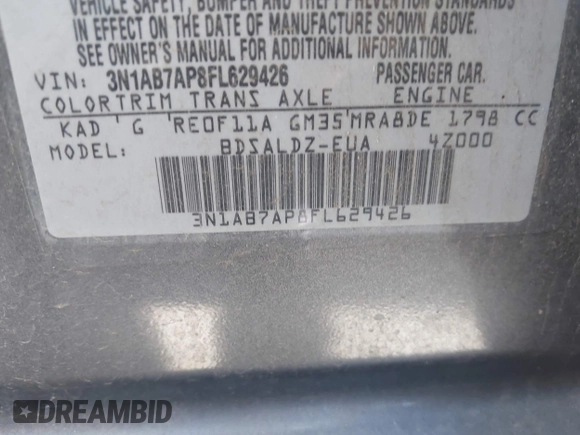 VEHICLE SAFETY, BUMPER AND THEFT PREVENTION STANDARDS
IN EFFECT ON THE DATE OF MANUFACTURE SHOWN ABOVE.
SEE OWNER'S MANUAL FOR ADDITIONAL INFORMATION.
VIN: 3N1AB7AP8FL629426 PASSENGER CAR.
COLORTRIM TRANS AXLE ENGINE
KAD ' G 'RE0F11A GM35'MRA8DE 1798 CC
MODEL: BDSALDZ-EUA 4Z000
3N1AB7AP8FL629426
DREAMBID